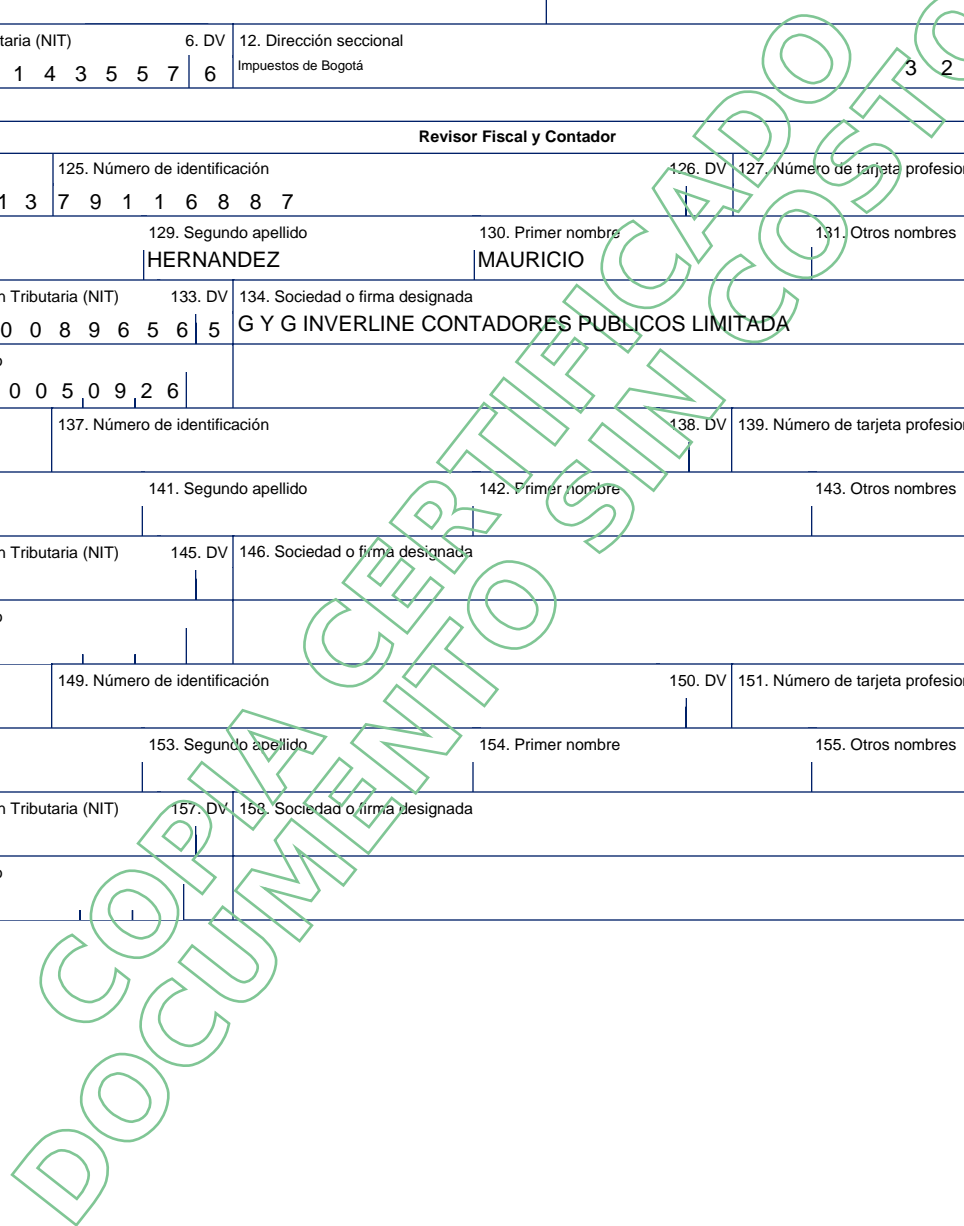 taria (NIT) 6. DV 12. Dirección seccional
1 4 3 5 5 7 6 Impuestos de Bogotá 3 2
Revisor Fiscal y Contador
125. Número de identificación 126. DV 127. Número de tarjeta profesion
1 3 7 9 1 1 6 8 8 7
129. Segundo apellido 130. Primer nombre 131. Otros nombres
HERNANDEZ MAURICIO
n Tributaria (NIT) 133. DV 134. Sociedad o firma designada
0 0 8 9 6 5 6 5 G Y G INVERLINE CONTADORES PUBLICOS LIMITADA
o
0 0 5 0 9 2 6
137. Número de identificación 138. DV 139. Número de tarjeta profesion
141. Segundo apellido 142. Primer nombre 143. Otros nombres
n Tributaria (NIT) 145. DV 146. Sociedad o firma designada
o
149. Número de identificación 150. DV 151. Número de tarjeta profesion
153. Segundo apellido 154. Primer nombre 155. Otros nombres
n Tributaria (NIT) 157. DV 158. Sociedad o firma designada
o
COPIA CERTIFICADO
DOCUMENTO SIN COSTO